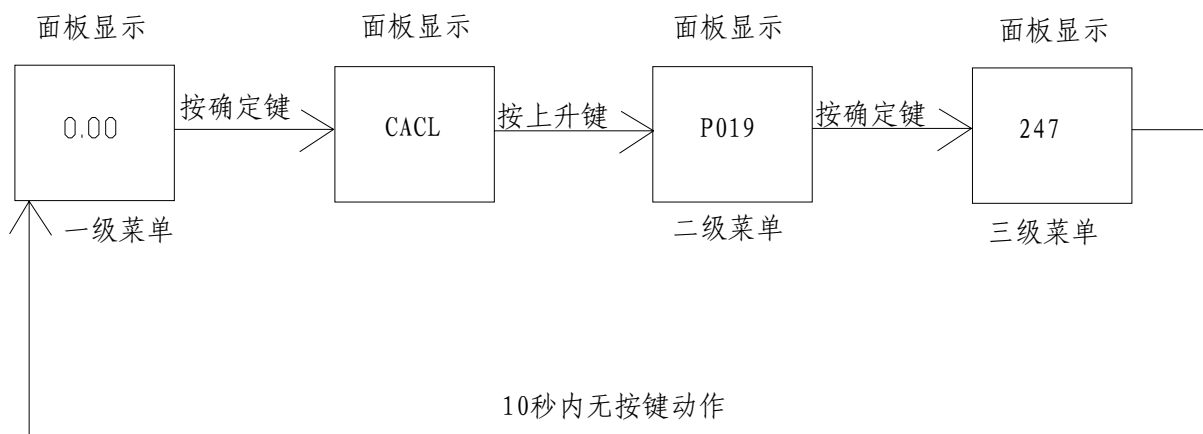 面板显示
面板显示
面板显示
面板显示
0.00
按确定键
CACL
按上升键
P019
按确定键
247
一级菜单
二级菜单
三级菜单
10秒内无按键动作